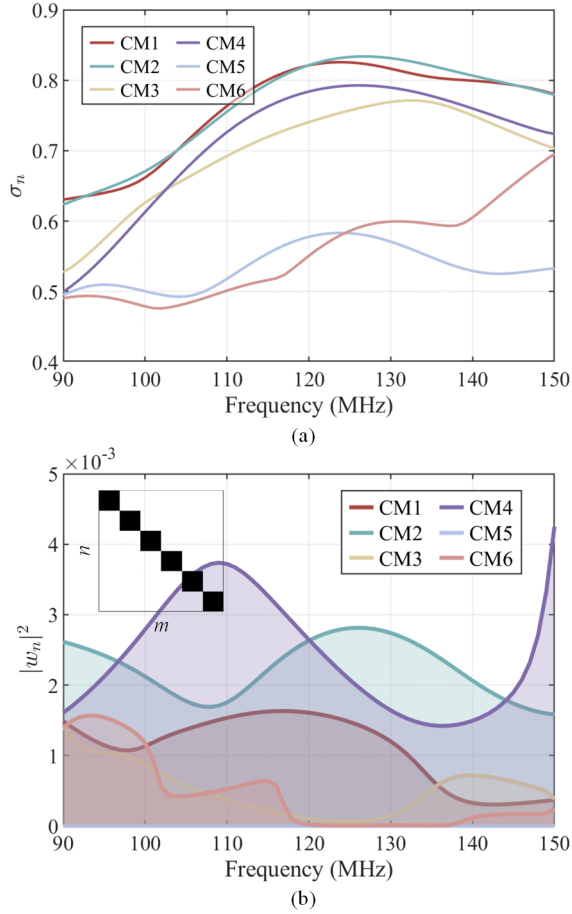 0.9
0.8
0.7
0.6
0.5
0.4
σn
CM1 CM4
CM2 CM5
CM3 CM6
90 100 110 120 130 140 150
Frequency (MHz)
(a)
×10⁻³
5
4
3
2
1
0
|wn|²
n
m
CM1 CM4
CM2 CM5
CM3 CM6
90 100 110 120 130 140 150
Frequency (MHz)
(b)